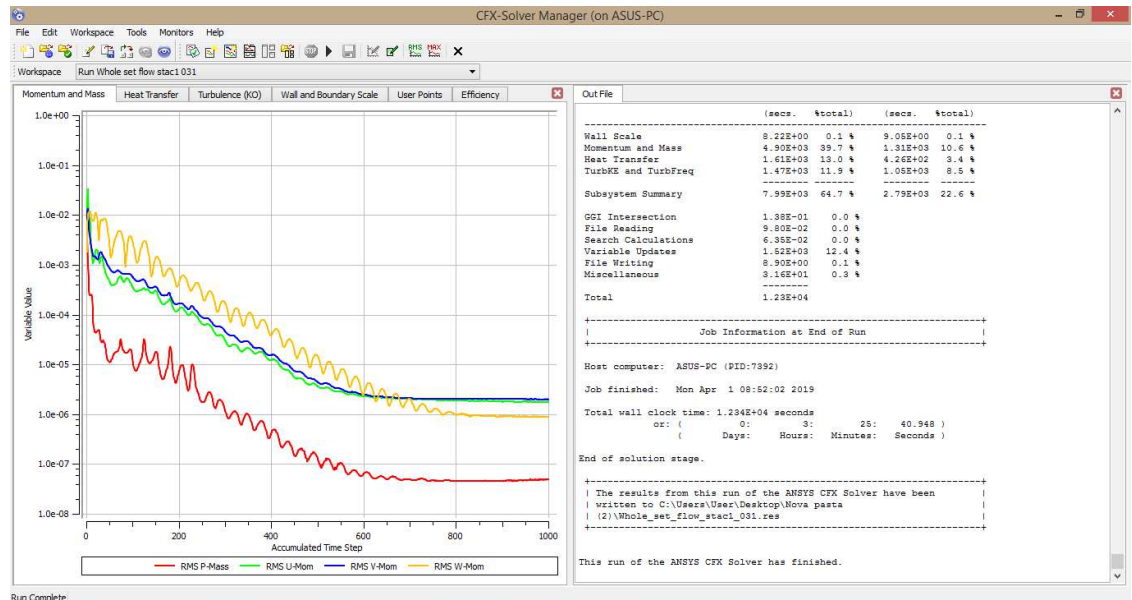 CFX-Solver Manager (on ASUS-PC)
File Edit Workspace Tools Monitors Help
RMS MAX
Workspace Run Whole set flow stac1 031
Momentum and Mass Heat Transfer Turbulence (KO) Wall and Boundary Scale User Points Efficiency
1.0e+00
1.0e-01
1.0e-02
1.0e-03
1.0e-04
1.0e-05
1.0e-06
1.0e-07
1.0e-08
Variable Value
0 200 400 600 800 1000
Accumulated Time Step
RMS P-Mass RMS U-Mom RMS V-Mom RMS W-Mom
Out File
(secs. %total) (secs. %total)
----------------------------------------------------------------------
Wall Scale 8.22E+00 0.1 % 9.05E+00 0.1 %
Momentum and Mass 4.90E+03 39.7 % 1.31E+03 10.6 %
Heat Transfer 1.61E+03 13.0 % 4.26E+02 3.4 %
TurbKE and TurbFreq 1.47E+03 11.9 % 1.05E+03 8.5 %
-------- ------- -------- ------
Subsystem Summary 7.99E+03 64.7 % 2.79E+03 22.6 %
GGI Intersection 1.38E-01 0.0 %
File Reading 9.80E-02 0.0 %
Search Calculations 6.35E-02 0.0 %
Variable Updates 1.52E+03 12.4 %
File Writing 8.90E+00 0.1 %
Miscellaneous 3.16E+01 0.3 %
--------
Total 1.23E+04
+--------------------------------------------------------------------+
| Job Information at End of Run |
+--------------------------------------------------------------------+
Host computer: ASUS-PC (PID:7392)
Job finished: Mon Apr 1 08:52:02 2019
Total wall clock time: 1.234E+04 seconds
or: ( 0: 3: 25: 40.948 )
( Days: Hours: Minutes: Seconds )
End of solution stage.
+--------------------------------------------------------------------+
| The results from this run of the ANSYS CFX Solver have been |
| written to C:\Users\User\Desktop\Nova pasta |
| (2)\Whole_set_flow_stac1_031.res |
+--------------------------------------------------------------------+
This run of the ANSYS CFX Solver has finished.
Run Complete